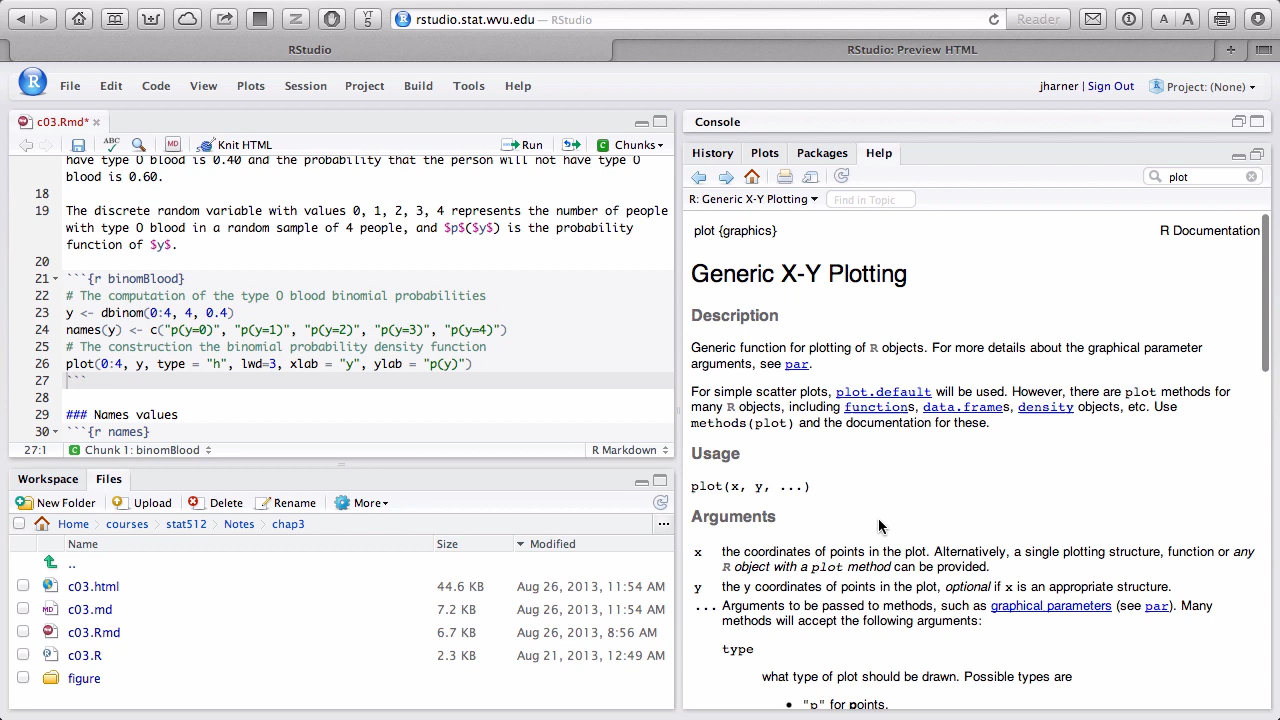 YT
5
rstudio.stat.wvu.edu — RStudio
Reader
A A
RStudio
RStudio: Preview HTML
R File Edit Code View Plots Session Project Build Tools Help
jharner | Sign Out Project: (None)
c03.Rmd*
ABC MD Knit HTML Run Chunks
have type O blood is 0.40 and the probability that the person will not have type O
blood is 0.60.
18
19 The discrete random variable with values 0, 1, 2, 3, 4 represents the number of people
with type O blood in a random sample of 4 people, and $p$($y$) is the probability
function of $y$.
20
21 ```{r binomBlood}
22 # The computation of the type O blood binomial probabilities
23 y <- dbinom(0:4, 4, 0.4)
24 names(y) <- c("p(y=0)", "p(y=1)", "p(y=2)", "p(y=3)", "p(y=4)")
25 # The construction the binomial probability density function
26 plot(0:4, y, type = "h", lwd=3, xlab = "y", ylab = "p(y)")
27 ```
28
29 ### Names values
30 ```{r names}
27:1 Chunk 1: binomBlood R Markdown
Workspace Files
New Folder Upload Delete Rename More
Home courses stat512 Notes chap3 ...
Name Size Modified
..
c03.html 44.6 KB Aug 26, 2013, 11:54 AM
c03.md 7.2 KB Aug 26, 2013, 11:54 AM
c03.Rmd 6.7 KB Aug 26, 2013, 8:56 AM
c03.R 2.3 KB Aug 21, 2013, 12:49 AM
figure
Console
History Plots Packages Help
plot
R: Generic X-Y Plotting Find in Topic
plot {graphics} R Documentation
Generic X-Y Plotting
Description
Generic function for plotting of R objects. For more details about the graphical parameter
arguments, see par.
For simple scatter plots, plot.default will be used. However, there are plot methods for
many R objects, including functions, data.frames, density objects, etc. Use
methods(plot) and the documentation for these.
Usage
plot(x, y, ...)
Arguments
x the coordinates of points in the plot. Alternatively, a single plotting structure, function or any
R object with a plot method can be provided.
y the y coordinates of points in the plot, optional if x is an appropriate structure.
... Arguments to be passed to methods, such as graphical parameters (see par). Many
methods will accept the following arguments:
type
what type of plot should be drawn. Possible types are
• "p" for points,